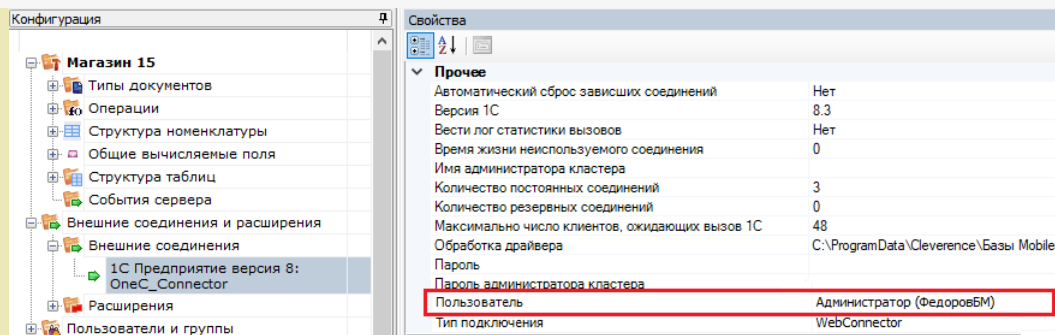 Конфигурация
Магазин 15
Типы документов
Операции
Структура номенклатуры
Общие вычисляемые поля
Структура таблиц
События сервера
Внешние соединения и расширения
Внешние соединения
1С Предприятие версия 8:
OneC_Connector
Расширения
Пользователи и группы
Свойства
Прочее
Автоматический сброс зависших соединений Нет
Версия 1С 8.3
Вести лог статистики вызовов Нет
Время жизни неиспользуемого соединения 0
Имя администратора кластера
Количество постоянных соединений 3
Количество резервных соединений 0
Максимально число клиентов, ожидающих вызов 1С 48
Обработка драйвера C:\ProgramData\Cleverence\Базы Mobile
Пароль
Пароль администратора кластера
Пользователь Администратор (ФедоровБМ)
Тип подключения WebConnector